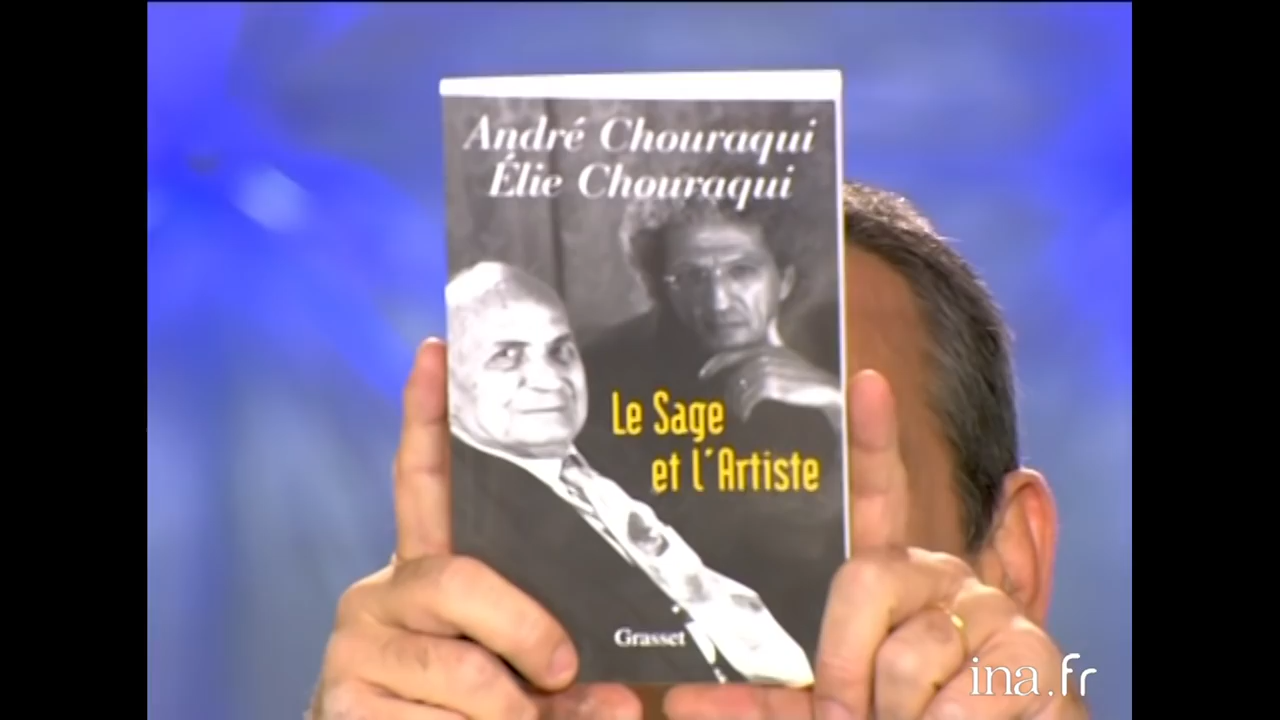 André Chouraqui
Élie Chouraqui
Le Sage
et l'Artiste
Grasset
ina.fr